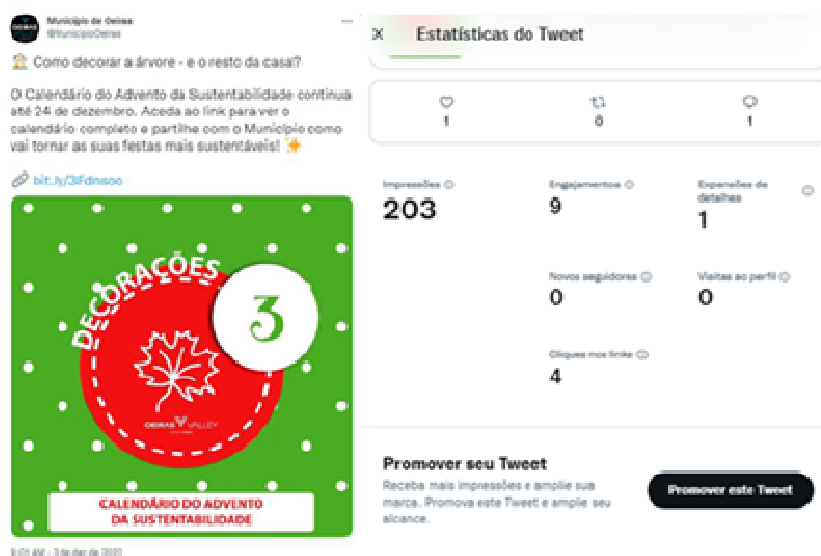 Município de Oeiras
@MunicipioOeiras
Como decorar a árvore - e o resto da casa?
O Calendário do Advento da Sustentabilidade continua
até 24 de dezembro. Aceda ao link para ver o
calendário completo e partilhe com o Município como
vai tornar as suas festas mais sustentáveis!
DECORAÇÕES
3
OEIRAS VALLEY
CALENDÁRIO DO ADVENTO
DA SUSTENTABILIDADE
X Estatísticas do Tweet
1 1
Impressões
203
Engajamentos
9
Expansões de
detalhes
1
Novos seguidores
0
Visitas ao perfil
0
Cliques nos links
4
Promover seu Tweet
Receba mais impressões e amplie sua
marca. Promova este Tweet e amplie seu
alcance.
Promover este Tweet